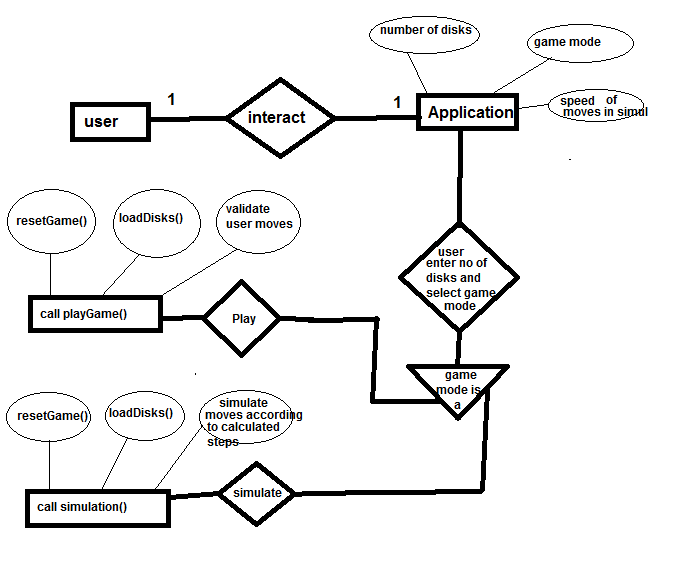 number of disks
game mode
speed of
moves in simul
user
1
interact
1
Application
resetGame()
loadDisks()
validate
user moves
user
enter no of
disks and
select game
mode
call playGame()
Play
game
mode is
a
resetGame()
loadDisks()
simulate
moves according
to calculated
steps
call simulation()
simulate